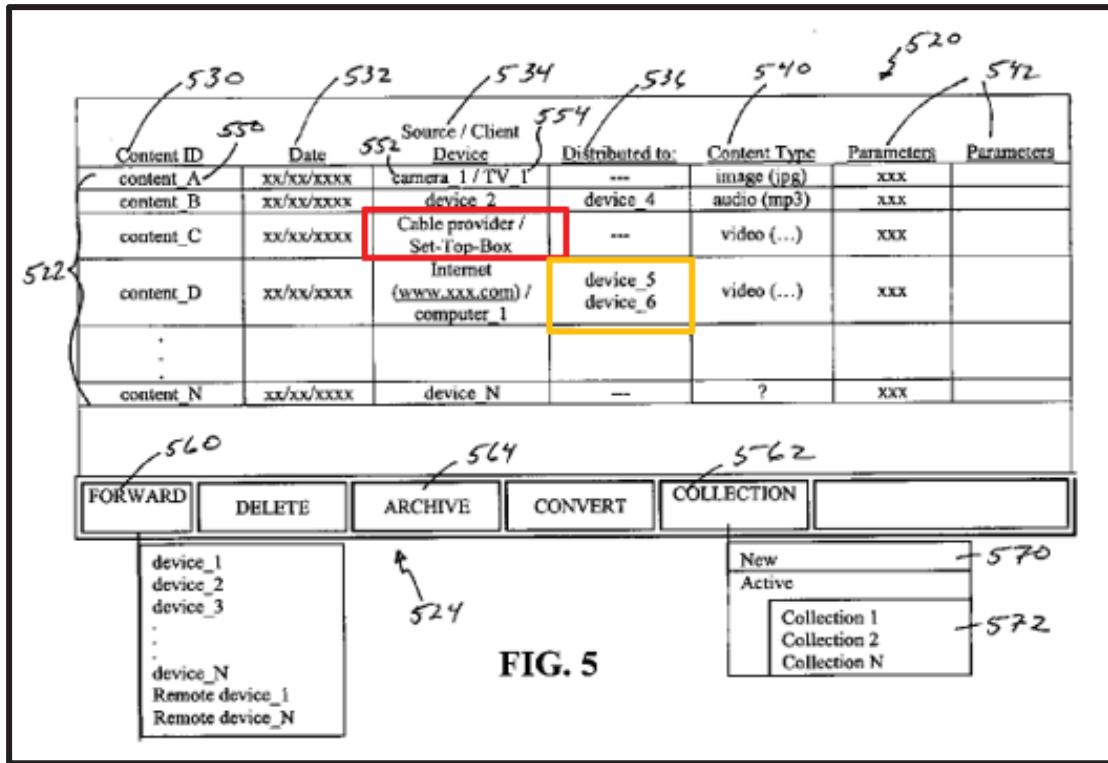 520
530 532 534 536 540 542
550 552 554
Source / Client
Content ID Date Device Distributed to: Content Type Parameters Parameters
content_A xx/xx/xxxx camera_1 / TV_1 --- image (jpg) xxx
content_B xx/xx/xxxx device_2 device_4 audio (mp3) xxx
content_C xx/xx/xxxx Cable provider / --- video (...) xxx
Set-Top-Box
522
content_D xx/xx/xxxx Internet device_5 video (...) xxx
(www.xxx.com) / device_6
computer_1
.
.
.
content_N xx/xx/xxxx device_N --- ? xxx
560 564 562
FORWARD DELETE ARCHIVE CONVERT COLLECTION
device_1
device_2
device_3
.
.
.
device_N
Remote device_1
Remote device_N
524
New 570
Active
Collection 1
Collection 2 572
Collection N
FIG. 5